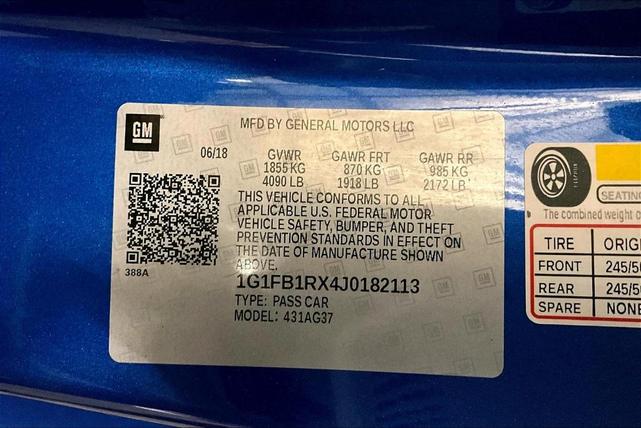 GM
MFD BY GENERAL MOTORS LLC
06/18
GVWR GAWR FRT GAWR RR
1855 KG 870 KG 985 KG
4090 LB 1918 LB 2172 LB
THIS VEHICLE CONFORMS TO ALL
APPLICABLE U.S. FEDERAL MOTOR
VEHICLE SAFETY, BUMPER, AND THEFT
PREVENTION STANDARDS IN EFFECT ON
THE DATE OF MANUFACTURE SHOWN
ABOVE.
388A
1G1FB1RX4J0182113
TYPE: PASS CAR
MODEL: 431AG37
SEATING
The combined weight o
TIRE ORIGI
FRONT 245/50
REAR 245/50
SPARE NONE